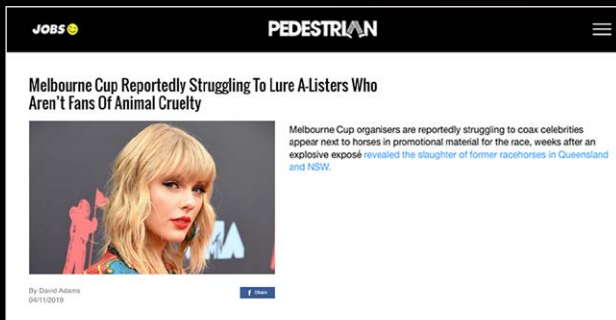 JOBS
PEDESTRIAN
Melbourne Cup Reportedly Struggling To Lure A-Listers Who
Aren't Fans Of Animal Cruelty
Melbourne Cup organisers are reportedly struggling to coax celebrities
appear next to horses in promotional material for the race, weeks after an
explosive exposé revealed the slaughter of former racehorses in Queensland
and NSW.
By David Adams
04/11/2019
f Share